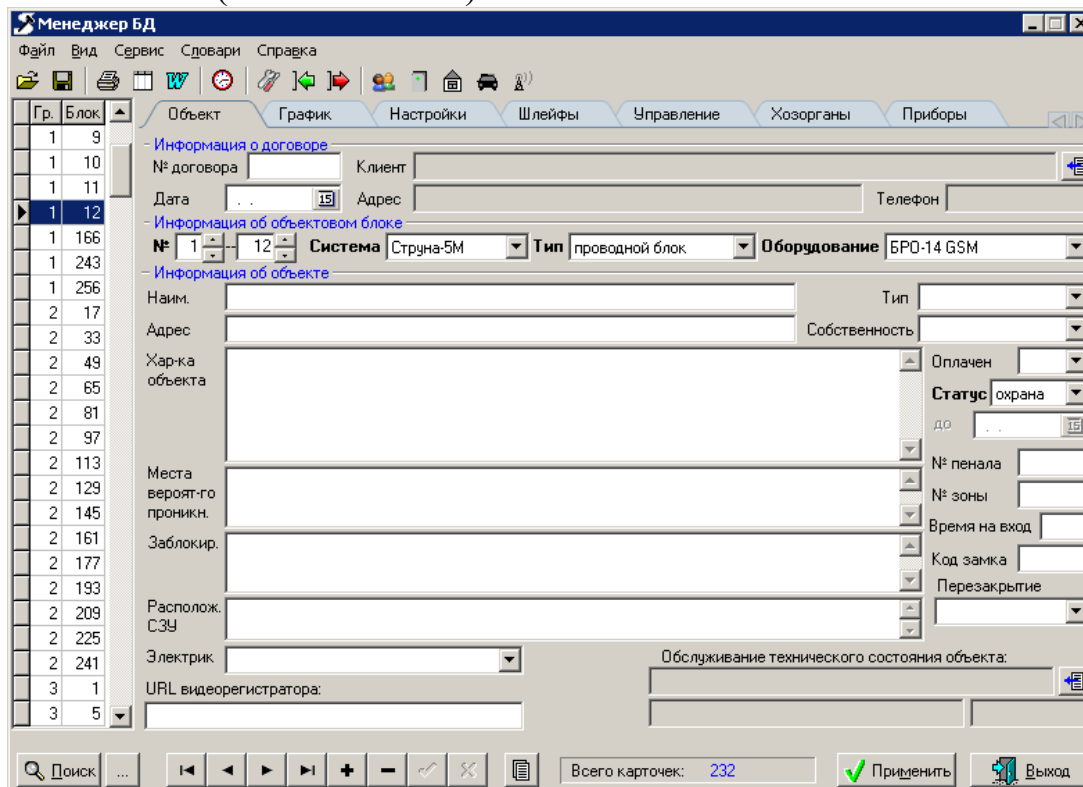 Менеджер БД
Файл Вид Сервис Словари Справка
Гр. Блок Объект График Настройки Шлейфы Управление Хозорганы Приборы
1 9
1 10
1 11
1 12
1 166
1 243
1 256
2 17
2 33
2 49
2 65
2 81
2 97
2 113
2 129
2 145
2 161
2 177
2 193
2 209
2 225
2 241
3 1
3 5
Информация о договоре
№ договора Клиент
Дата . . 15 Адрес Телефон
Информация об объектовом блоке
№ 1 -- 12 Система Струна-5М Тип проводной блок Оборудование БРО-14 GSM
Информация об объекте
Наим. Тип
Адрес Собственность
Хар-ка
объекта
Оплачен
Статус охрана
до . . 15
Места
вероят-го
проникн.
№ пенала
№ зоны
Время на вход
Заблокир.
Код замка
Перезакрытие
Располож.
СЗУ
Электрик Обслуживание технического состояния объекта:
URL видеорегистратора:
Поиск ... Всего карточек: 232 Применить Выход